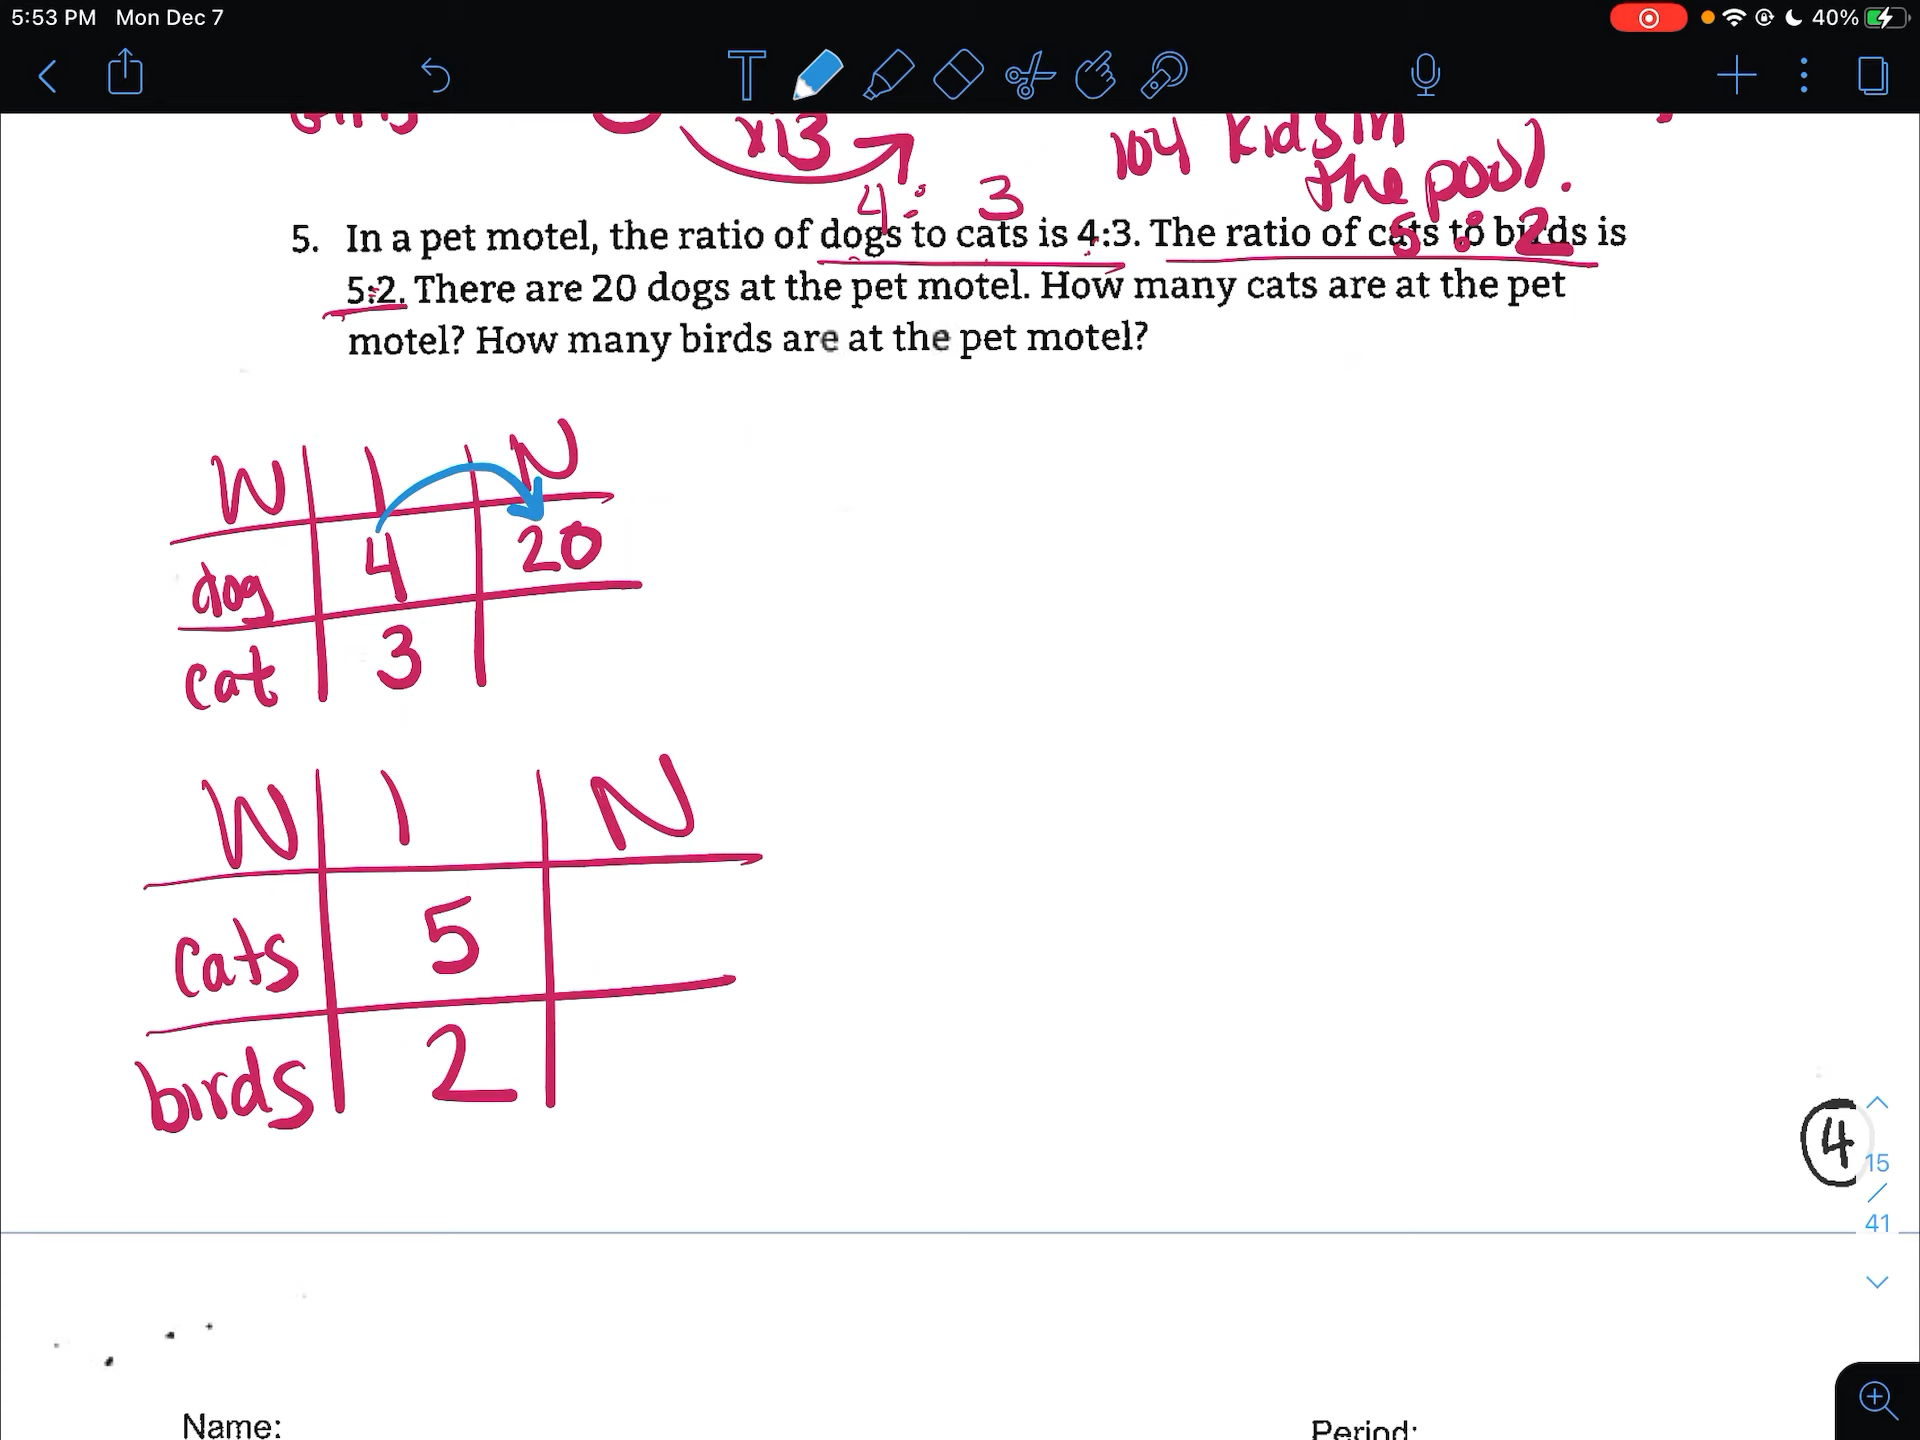 5:53 PM Mon Dec 7
40%
x13
104 kids in
the pool.
4 : 3
5 : 2
5. In a pet motel, the ratio of dogs to cats is 4:3. The ratio of cats to birds is
5:2. There are 20 dogs at the pet motel. How many cats are at the pet
motel? How many birds are at the pet motel?
W 1 N
dog 4 20
cat 3
W 1 N
cats 5
birds 2
4
15
/
41
Name: Period: